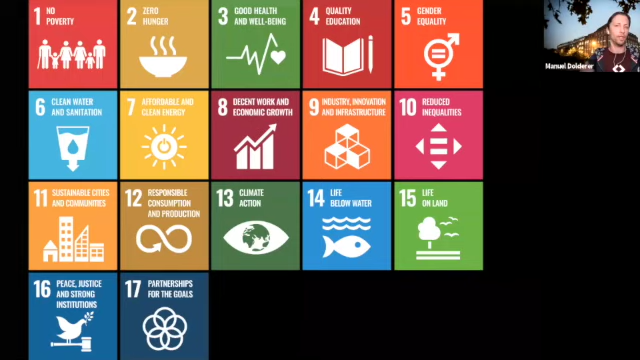 1 NO
POVERTY
2 ZERO
HUNGER
3 GOOD HEALTH
AND WELL-BEING
4 QUALITY
EDUCATION
5 GENDER
EQUALITY
6 CLEAN WATER
AND SANITATION
7 AFFORDABLE AND
CLEAN ENERGY
8 DECENT WORK AND
ECONOMIC GROWTH
9 INDUSTRY, INNOVATION
AND INFRASTRUCTURE
10 REDUCED
INEQUALITIES
11 SUSTAINABLE CITIES
AND COMMUNITIES
12 RESPONSIBLE
CONSUMPTION
AND PRODUCTION
13 CLIMATE
ACTION
14 LIFE
BELOW WATER
15 LIFE
ON LAND
16 PEACE, JUSTICE
AND STRONG
INSTITUTIONS
17 PARTNERSHIPS
FOR THE GOALS
Manuel Dolderer